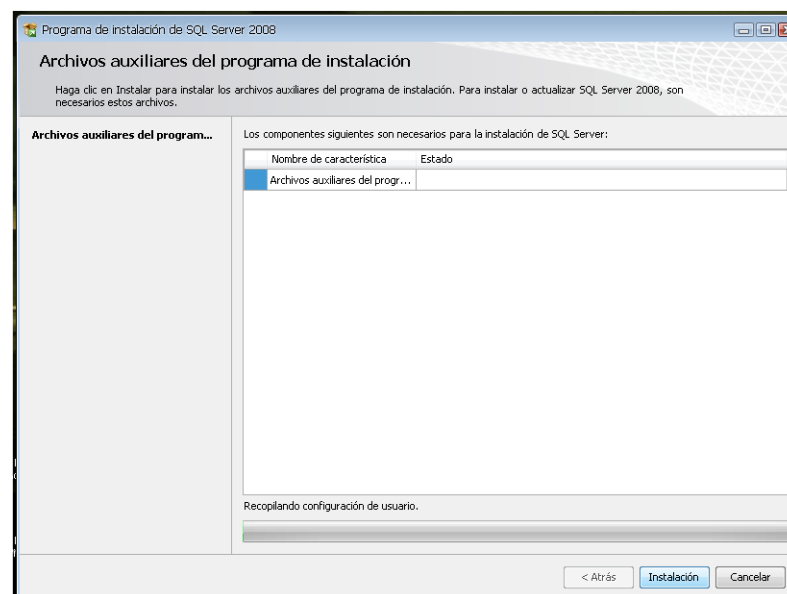 Programa de instalación de SQL Server 2008
Archivos auxiliares del programa de instalación
Haga clic en Instalar para instalar los archivos auxiliares del programa de instalación. Para instalar o actualizar SQL Server 2008, son
necesarios estos archivos.
Archivos auxiliares del program...
Los componentes siguientes son necesarios para la instalación de SQL Server:
Nombre de característica Estado
Archivos auxiliares del progr...
Recopilando configuración de usuario.
< Atrás Instalación Cancelar